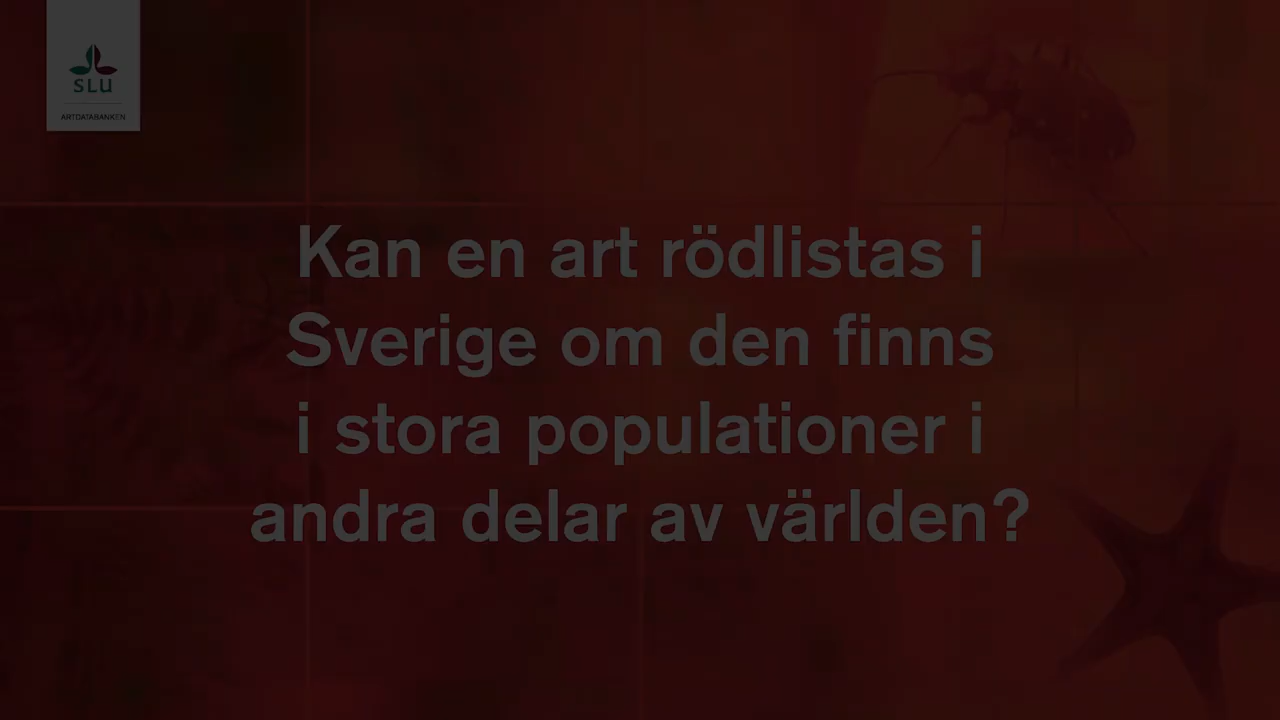 SLU
ARTDATABANKEN
Kan en art rödlistas i
Sverige om den finns
i stora populationer i
andra delar av världen?